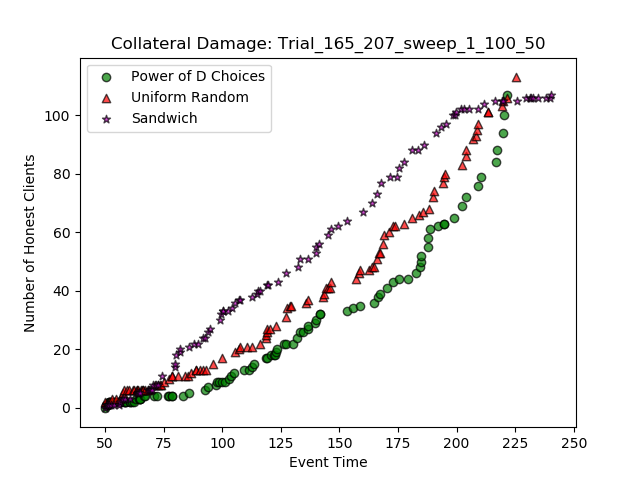 Collateral Damage: Trial_165_207_sweep_1_100_50
Power of D Choices
Uniform Random
Sandwich
Number of Honest Clients
100
80
60
40
20
0
50
75
100
125
150
175
200
225
250
Event Time